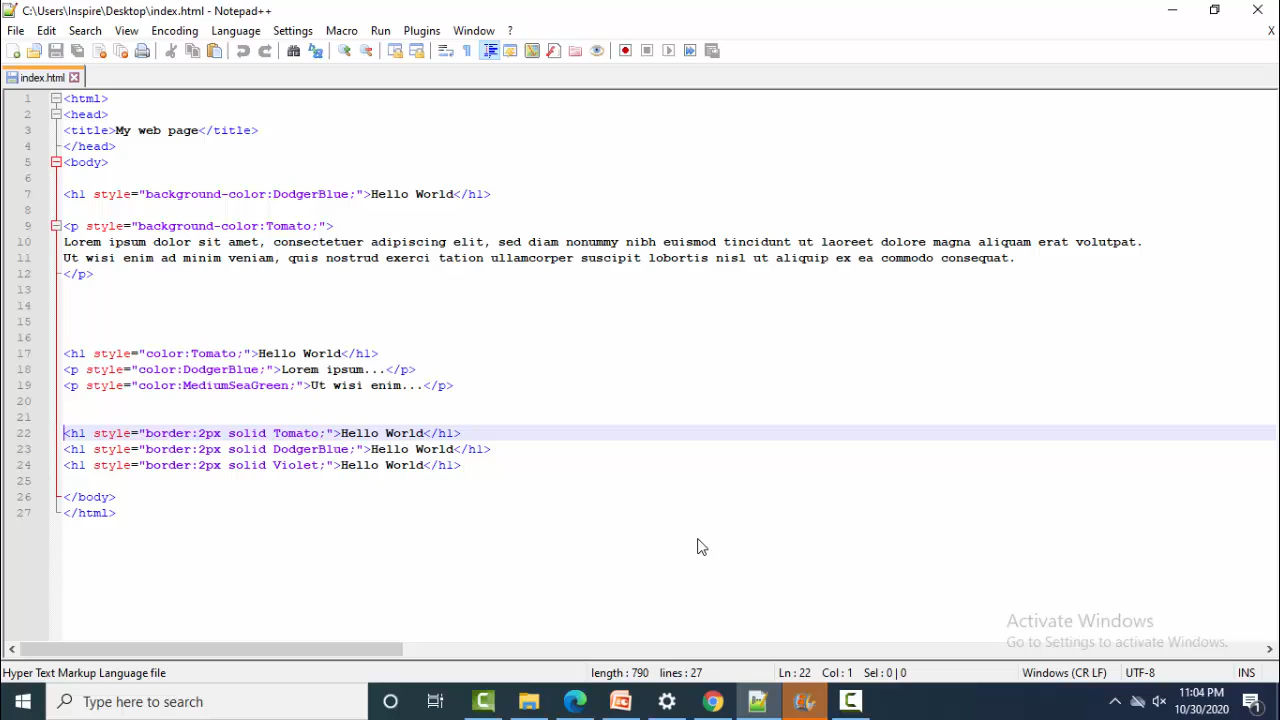 C:\Users\Inspire\Desktop\index.html - Notepad++
File Edit Search View Encoding Language Settings Macro Run Plugins Window ? X
index.html
1 <html>
2 <head>
3 <title>My web page</title>
4 </head>
5 <body>
6
7 <h1 style="background-color:DodgerBlue;">Hello World</h1>
8
9 <p style="background-color:Tomato;">
10 Lorem ipsum dolor sit amet, consectetuer adipiscing elit, sed diam nonummy nibh euismod tincidunt ut laoreet dolore magna aliquam erat volutpat.
11 Ut wisi enim ad minim veniam, quis nostrud exerci tation ullamcorper suscipit lobortis nisl ut aliquip ex ea commodo consequat.
12 </p>
13
14
15
16
17 <h1 style="color:Tomato;">Hello World</h1>
18 <p style="color:DodgerBlue;">Lorem ipsum...</p>
19 <p style="color:MediumSeaGreen;">Ut wisi enim...</p>
20
21
22 <h1 style="border:2px solid Tomato;">Hello World</h1>
23 <h1 style="border:2px solid DodgerBlue;">Hello World</h1>
24 <h1 style="border:2px solid Violet;">Hello World</h1>
25
26 </body>
27 </html>
Activate Windows
Go to Settings to activate Windows.
Hyper Text Markup Language file length : 790 lines : 27 Ln : 22 Col : 1 Sel : 0 | 0 Windows (CR LF) UTF-8 INS
Type here to search
11:04 PM
10/30/2020
1